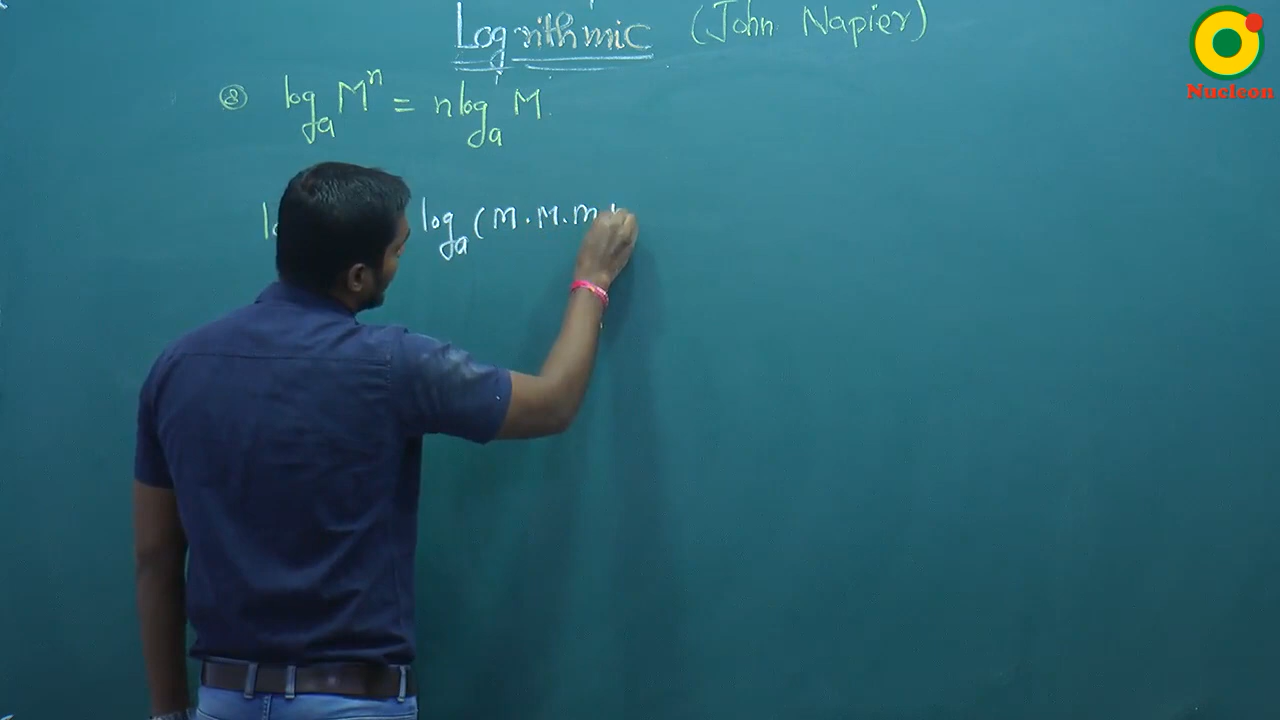 Logarithmic (John Napier)
Nucleon
⑧ logₐ Mⁿ = n logₐ M
logₐ (M . M . M